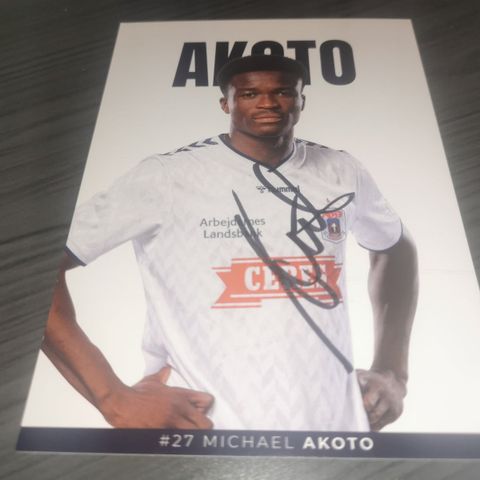 AKOTO
hummel
Arbejdernes
Landsbank
CERES
#27 MICHAEL AKOTO